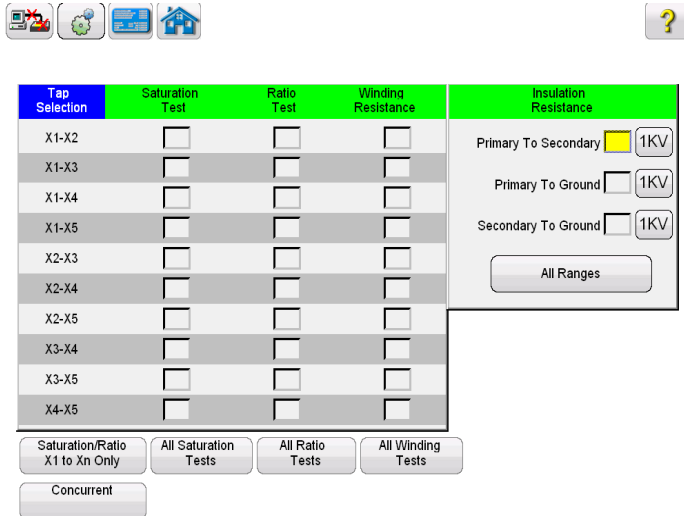 ?
Tap Selection Saturation Test Ratio Test Winding Resistance Insulation Resistance
X1-X2
X1-X3
X1-X4
X1-X5
X2-X3
X2-X4
X2-X5
X3-X4
X3-X5
X4-X5
Primary To Secondary 1KV
Primary To Ground 1KV
Secondary To Ground 1KV
All Ranges
Saturation/Ratio
X1 to Xn Only
All Saturation
Tests
All Ratio
Tests
All Winding
Tests
Concurrent